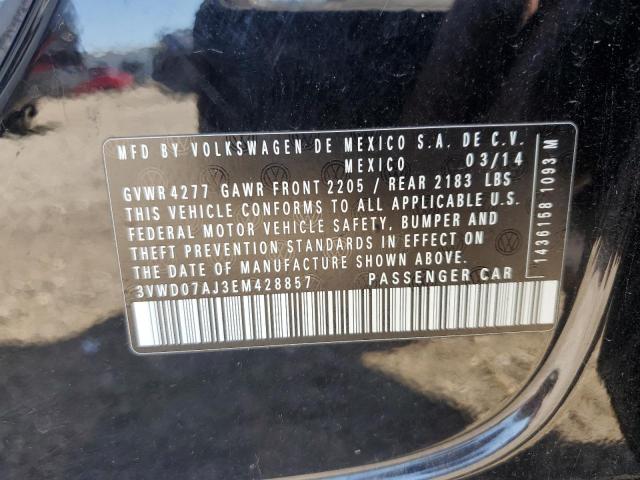 MFD BY VOLKSWAGEN DE MEXICO S.A. DE C.V.
MEXICO 03/14
GVWR 4277 GAWR FRONT 2205 / REAR 2183 LBS
THIS VEHICLE CONFORMS TO ALL APPLICABLE U.S.
FEDERAL MOTOR VEHICLE SAFETY, BUMPER AND
THEFT PREVENTION STANDARDS IN EFFECT ON
THE DATE OF MANUFACTURE SHOWN ABOVE.
3VWD07AJ3EM428857 PASSENGER CAR
1436168 1093 M